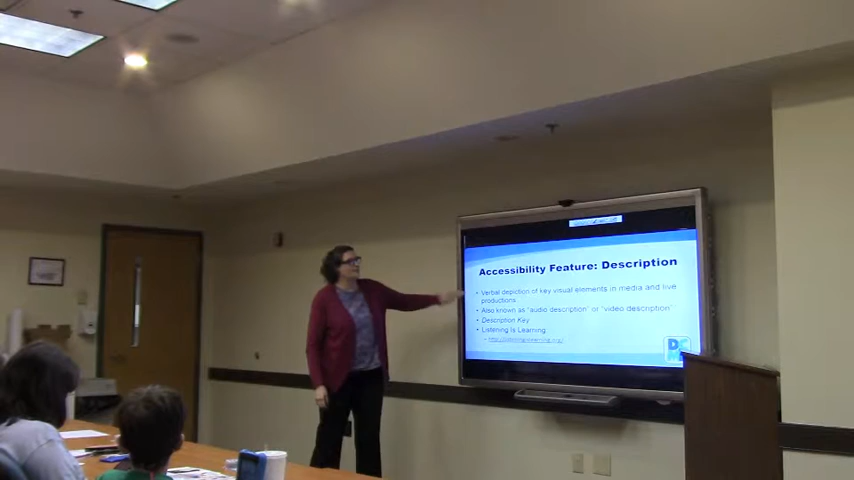 Accessibility Feature: Description
• Verbal depiction of key visual elements in media and live
productions.
• Also known as "audio description" or "video description"
• Description Key
• Listening is Learning